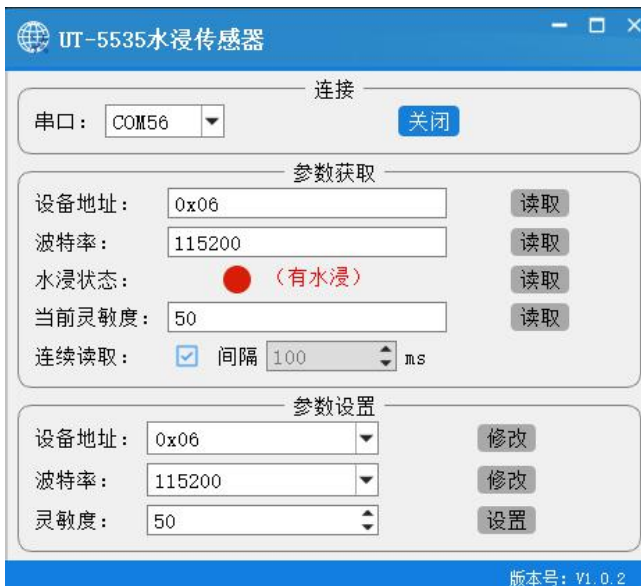 UT-5535水浸传感器
连接
串口： COM56 关闭
参数获取
设备地址： 0x06 读取
波特率： 115200 读取
水浸状态： （有水浸） 读取
当前灵敏度： 50 读取
连续读取： 间隔 100 ms
参数设置
设备地址： 0x06 修改
波特率： 115200 修改
灵敏度： 50 设置
版本号：V1.0.2